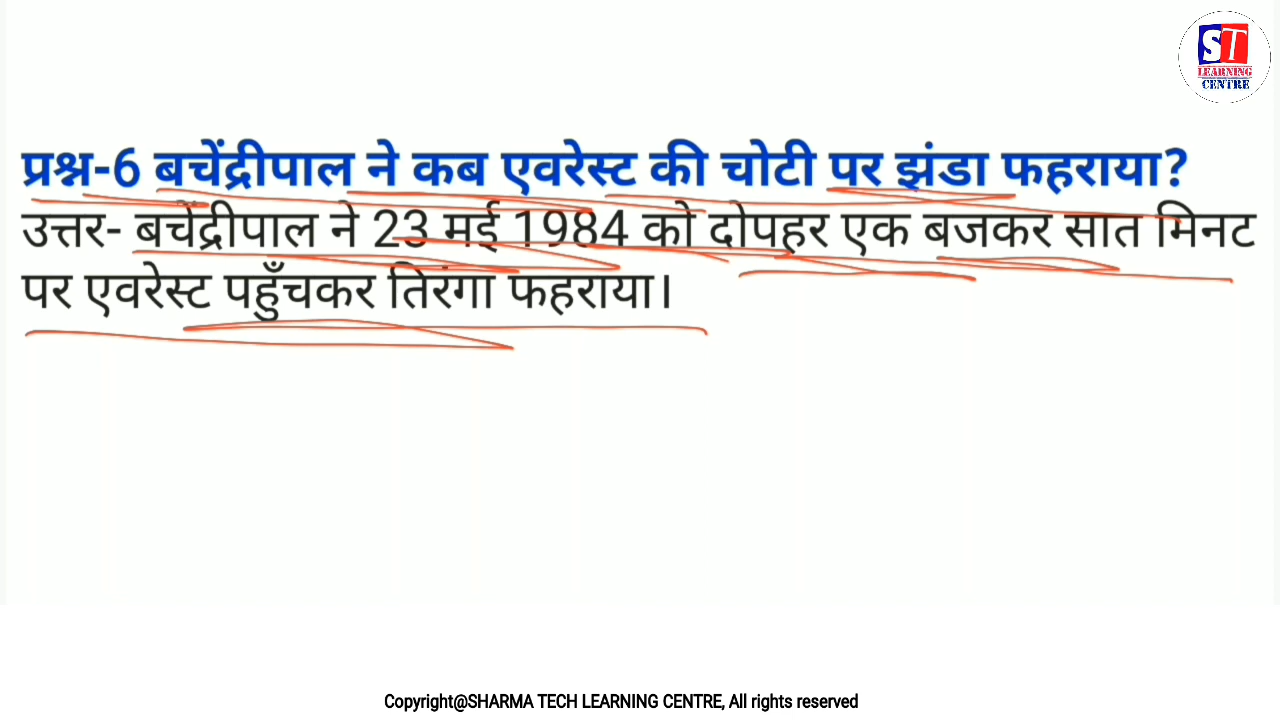 ST
LEARNING
CENTRE
प्रश्न-6 बचेंद्रीपाल ने कब एवरेस्ट की चोटी पर झंडा फहराया?
उत्तर- बचेंद्रीपाल ने 23 मई 1984 को दोपहर एक बजकर सात मिनट
पर एवरेस्ट पहुँचकर तिरंगा फहराया।
Copyright@SHARMA TECH LEARNING CENTRE, All rights reserved